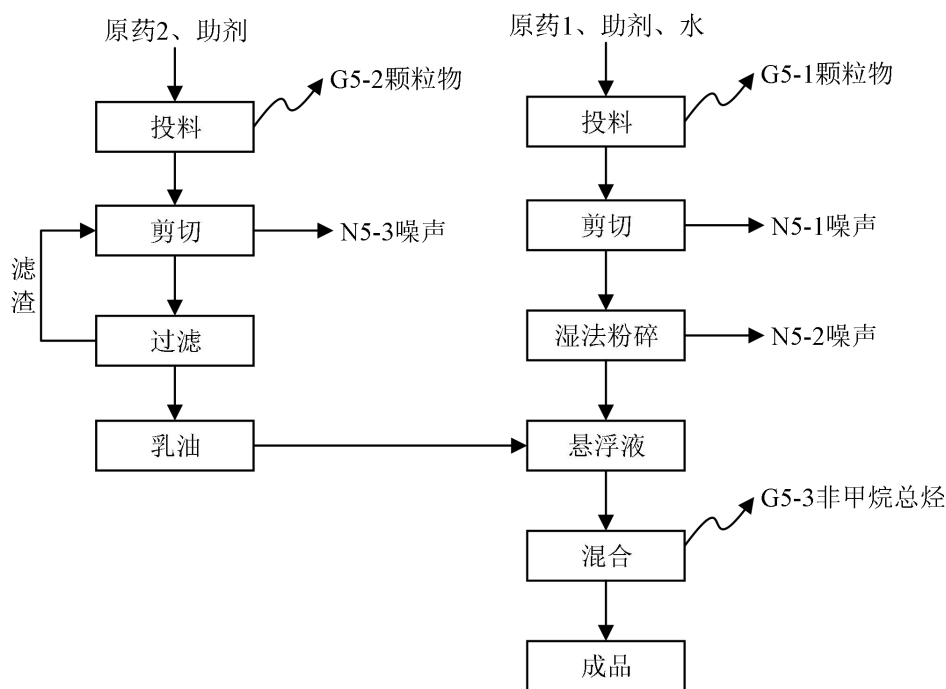 原药2、助剂
原药1、助剂、水
G5-2颗粒物
G5-1颗粒物
投料
投料
剪切
N5-3噪声
剪切
N5-1噪声
滤渣
过滤
湿法粉碎
N5-2噪声
乳油
悬浮液
G5-3非甲烷总烃
混合
成品